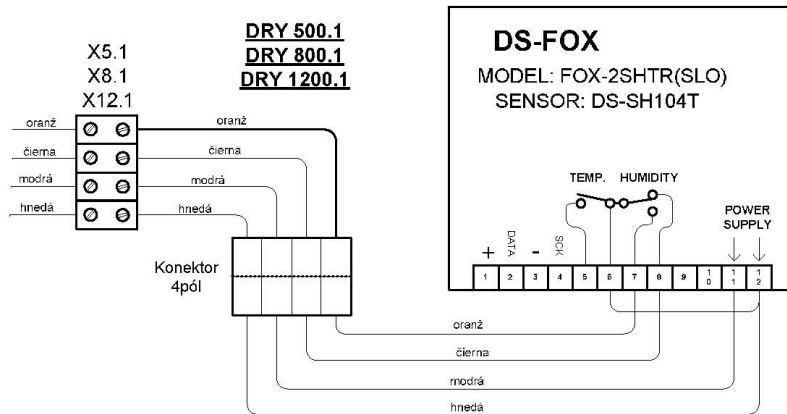 X5.1
X8.1
X12.1
DRY 500.1
DRY 800.1
DRY 1200.1
oranž
čierna
modrá
hnedá
oranž
čierna
modrá
hnedá
Konektor
4pól
DS-FOX
MODEL: FOX-2SHTR(SLO)
SENSOR: DS-SH104T
TEMP. HUMIDITY
POWER
SUPPLY
+ DATA - SCK
1 2 3 4 5 6 7 8 9 10 11 12
oranž
čierna
modrá
hnedá